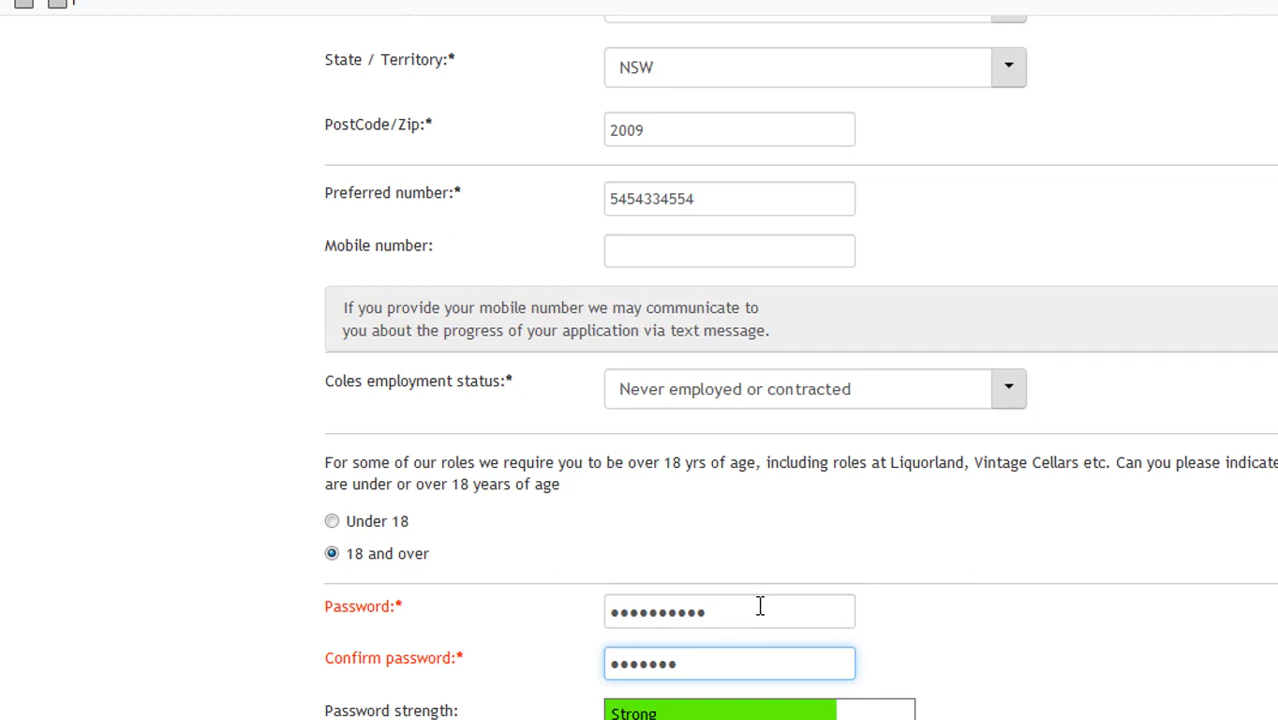 State / Territory:*
NSW
PostCode/Zip:*
2009
Preferred number:*
5454334554
Mobile number:
If you provide your mobile number we may communicate to
you about the progress of your application via text message.
Coles employment status:*
Never employed or contracted
For some of our roles we require you to be over 18 yrs of age, including roles at Liquorland, Vintage Cellars etc. Can you please indicate
are under or over 18 years of age
Under 18
18 and over
Password:*
••••••••••
Confirm password:*
•••••••
Password strength:
Strong